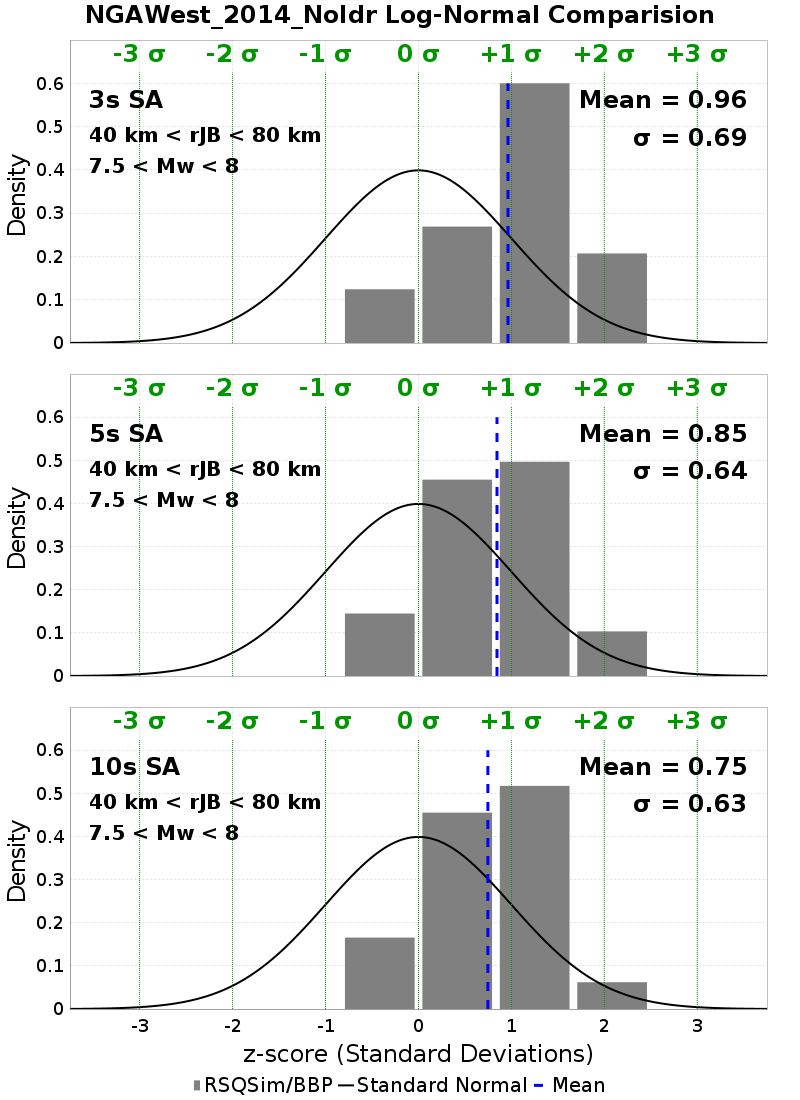 NGAWest_2014_NoIdr Log-Normal Comparision
-3 σ -2 σ -1 σ 0 σ +1 σ +2 σ +3 σ
3s SA
40 km < rJB < 80 km
7.5 < Mw < 8
Mean = 0.96
σ = 0.69
Density
0.6
0.5
0.4
0.3
0.2
0.1
0
-3 σ -2 σ -1 σ 0 σ +1 σ +2 σ +3 σ
5s SA
40 km < rJB < 80 km
7.5 < Mw < 8
Mean = 0.85
σ = 0.64
Density
0.6
0.5
0.4
0.3
0.2
0.1
0
-3 σ -2 σ -1 σ 0 σ +1 σ +2 σ +3 σ
10s SA
40 km < rJB < 80 km
7.5 < Mw < 8
Mean = 0.75
σ = 0.63
Density
0.6
0.5
0.4
0.3
0.2
0.1
0
-3 -2 -1 0 1 2 3
z-score (Standard Deviations)
RSQSim/BBP Standard Normal Mean